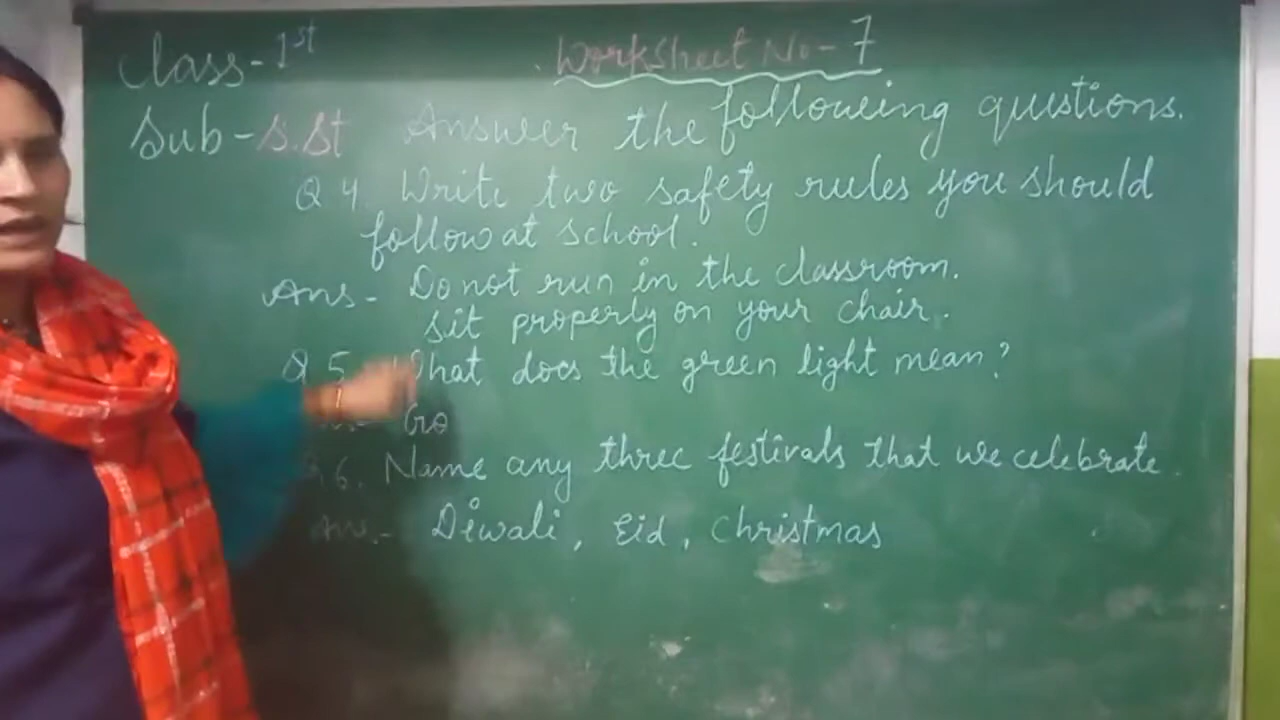 Class-1st
Worksheet No-7
Sub-S.St
Answer the following questions.
Q 4. Write two safety rules you should
follow at school.
Ans- Do not run in the classroom.
Sit properly on your chair.
Q 5. What does the green light mean?
Go
6. Name any three festivals that we celebrate
Ans.- Diwali, Eid, Christmas